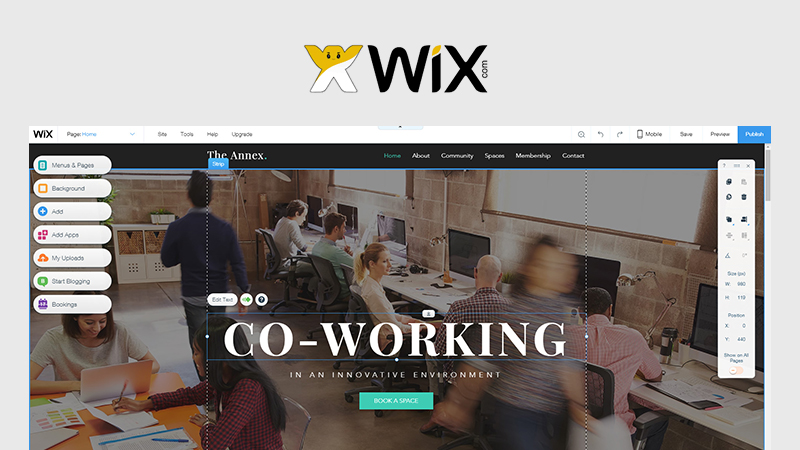 WiX
com
WiX
Page: Home
Site
Tools
Help
Upgrade
Mobile
Save
Preview
Publish
The Annex.
Home
About
Community
Spaces
Membership
Contact
Strip
Menus & Pages
Background
Add
Add Apps
My Uploads
Start Blogging
Bookings
Edit Text
?
CO-WORKING
IN AN INNOVATIVE ENVIRONMENT
BOOK A SPACE
? ×
Size (px)
W: 980
H: 119
Position
X: 0
Y: 440
Show on All
Pages